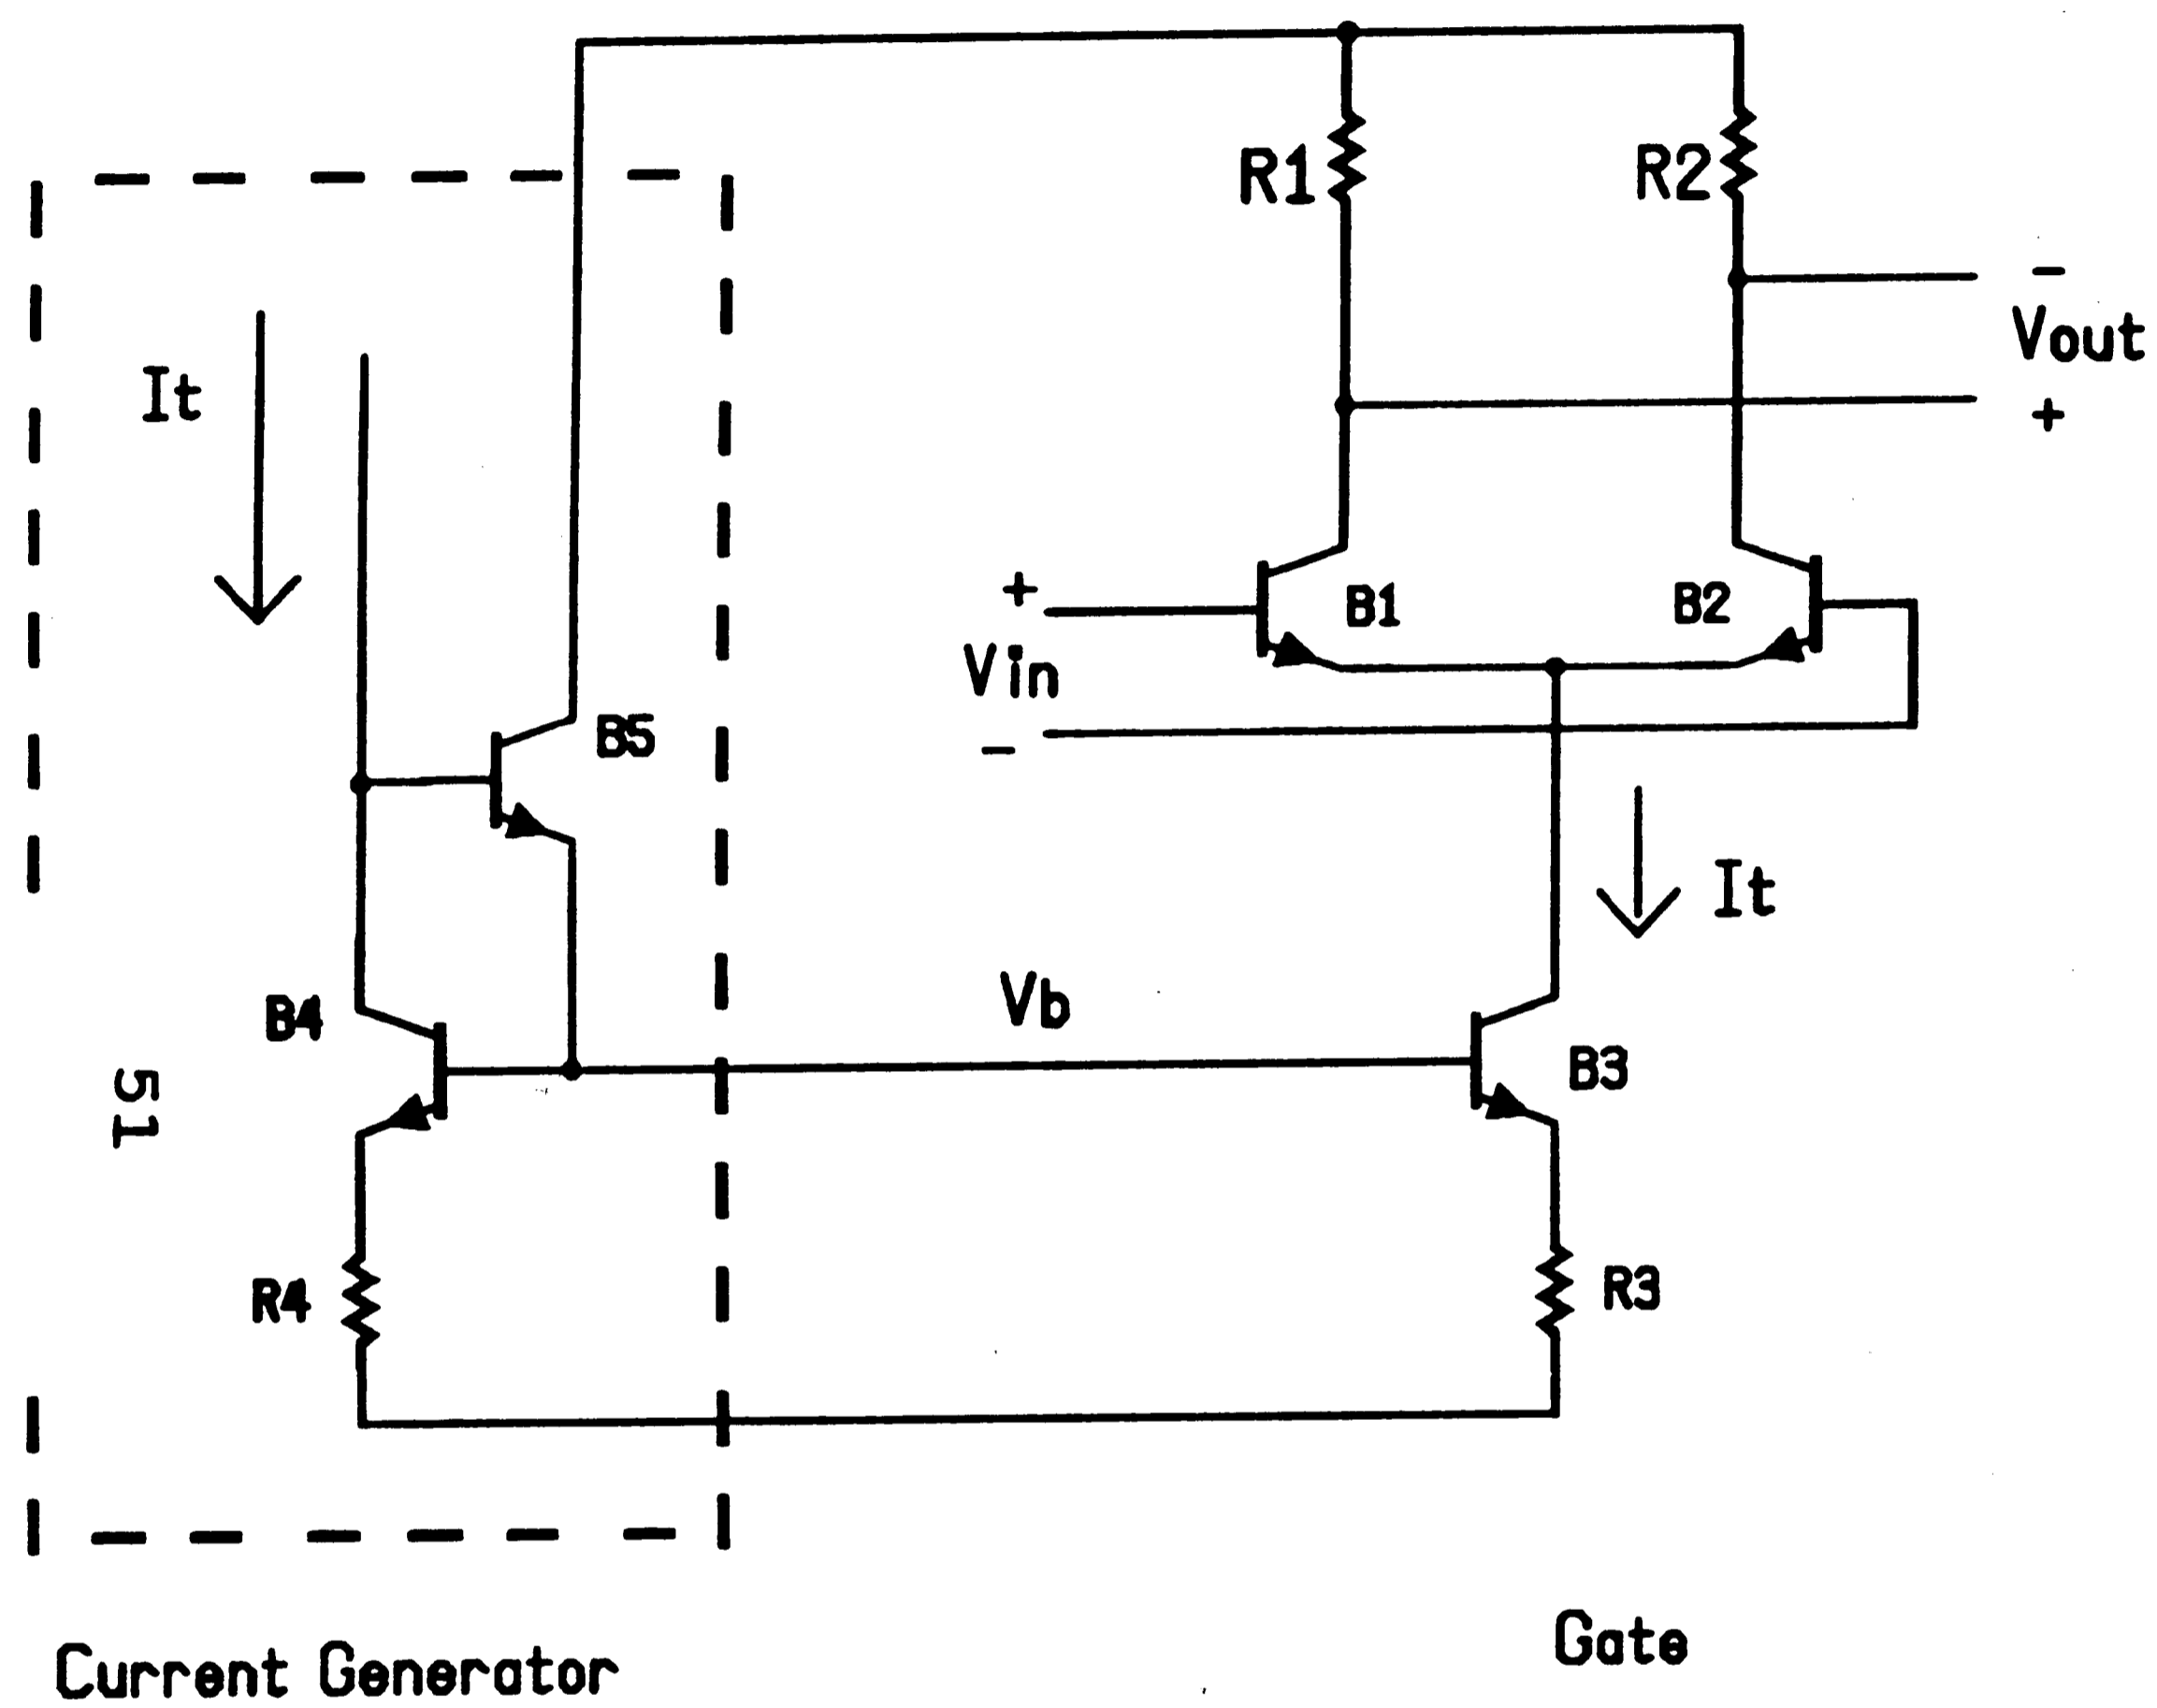 R1
R2
-
Vout
+
It
+
B1
B2
Vin
-
B5
It
Vb
B4
B3
51
R4
R3
Gate
Current Generator